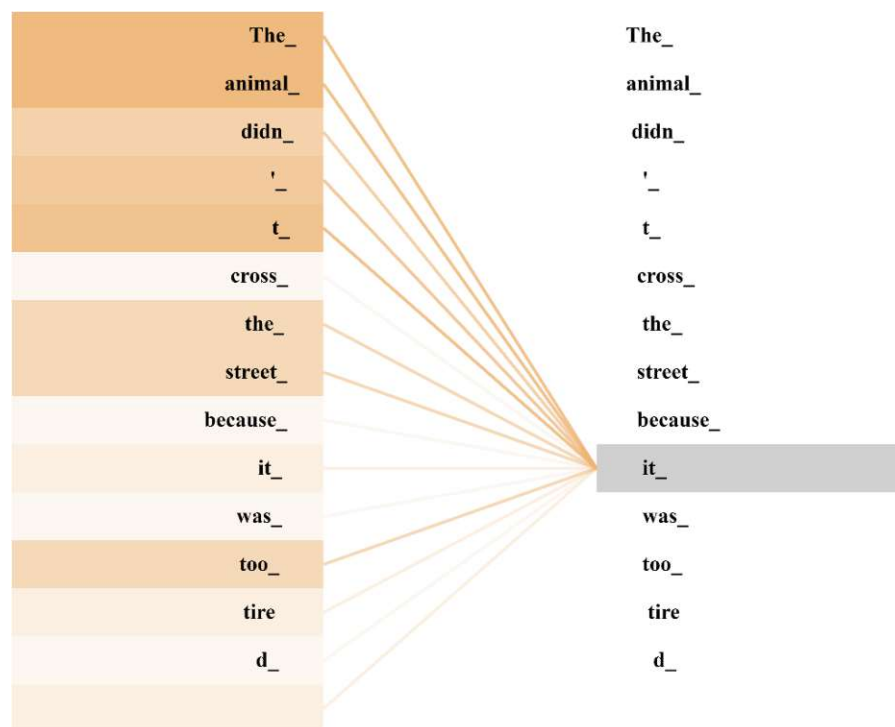 The_ The_
animal_ animal_
didn_ didn_
'_ '_
t_ t_
cross_ cross_
the_ the_
street_ street_
because_ because_
it_ it_
was_ was_
too_ too_
tire tire
d_ d_